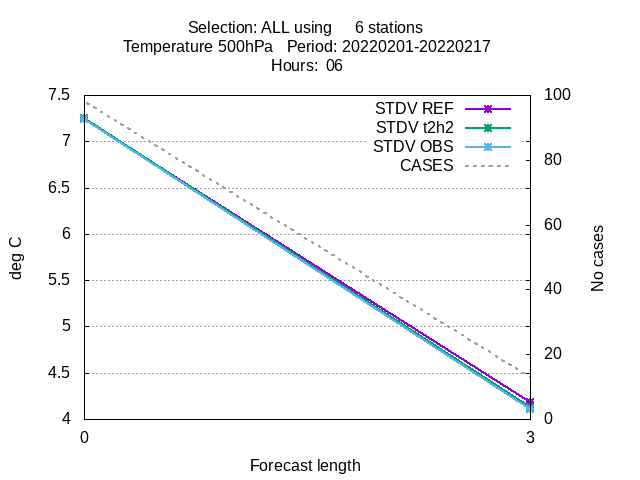 Selection: ALL using     6 stations
Temperature 500hPa   Period: 20220201-20220217
Hours:  06
7.5
7
6.5
6
5.5
5
4.5
4
deg C
100
80
60
40
20
0
No cases
STDV REF
STDV t2h2
STDV OBS
CASES
0
3
Forecast length